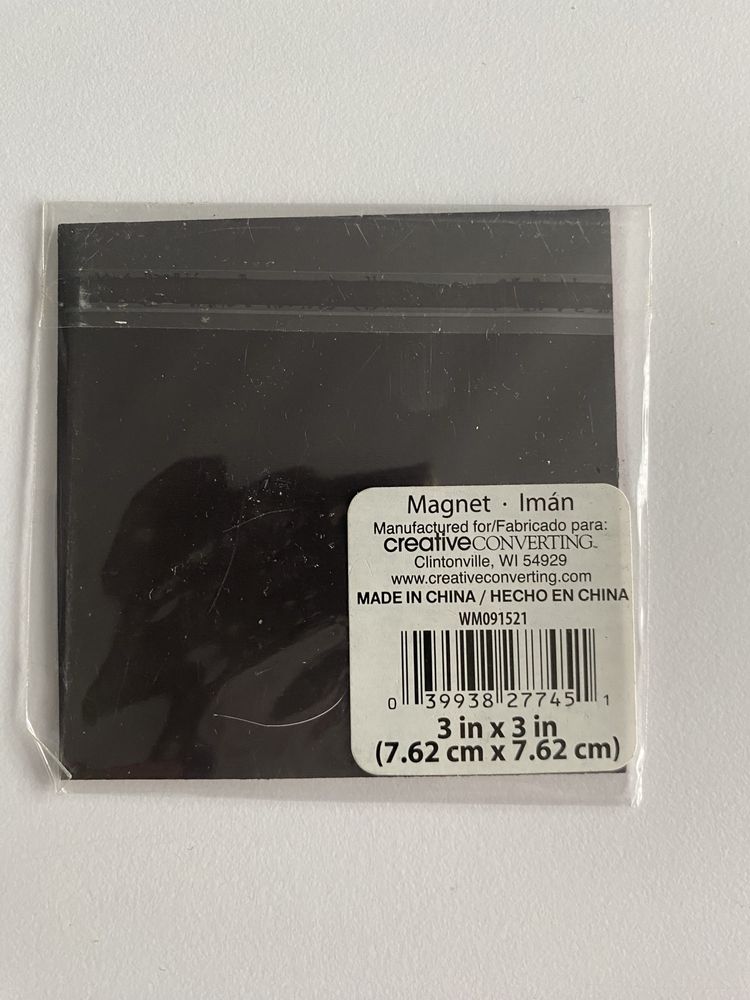 Magnet · Imán
Manufactured for/Fabricado para:
creativeCONVERTING™
Clintonville, WI 54929
www.creativeconverting.com
MADE IN CHINA / HECHO EN CHINA
WM091521
0 39938 27745 1
3 in x 3 in
(7.62 cm x 7.62 cm)